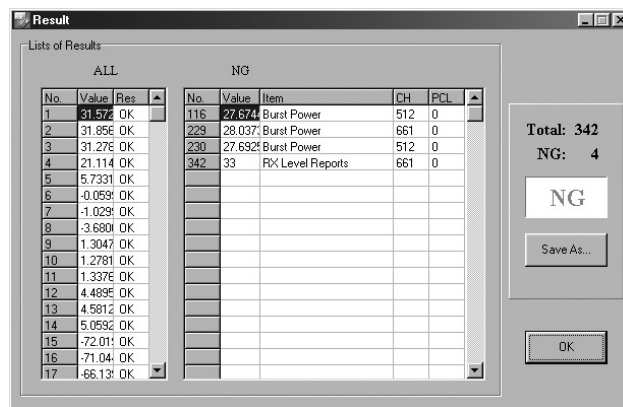 Result
Lists of Results
ALL
No. Value Res
1 31.572 OK
2 31.856 OK
3 31.278 OK
4 21.114 OK
5 5.7331 OK
6 -0.059 OK
7 -1.029 OK
8 -3.680 OK
9 1.3047 OK
10 1.2781 OK
11 1.3376 OK
12 4.4895 OK
13 4.5812 OK
14 5.0592 OK
15 -72.01 OK
16 -71.04 OK
17 -66.13 OK
NG
No. Value Item CH PCL
116 27.674 Burst Power 512 0
229 28.037 Burst Power 661 0
230 27.692 Burst Power 512 0
342 33 RX Level Reports 661 0
Total: 342
NG: 4
NG
Save As...
OK